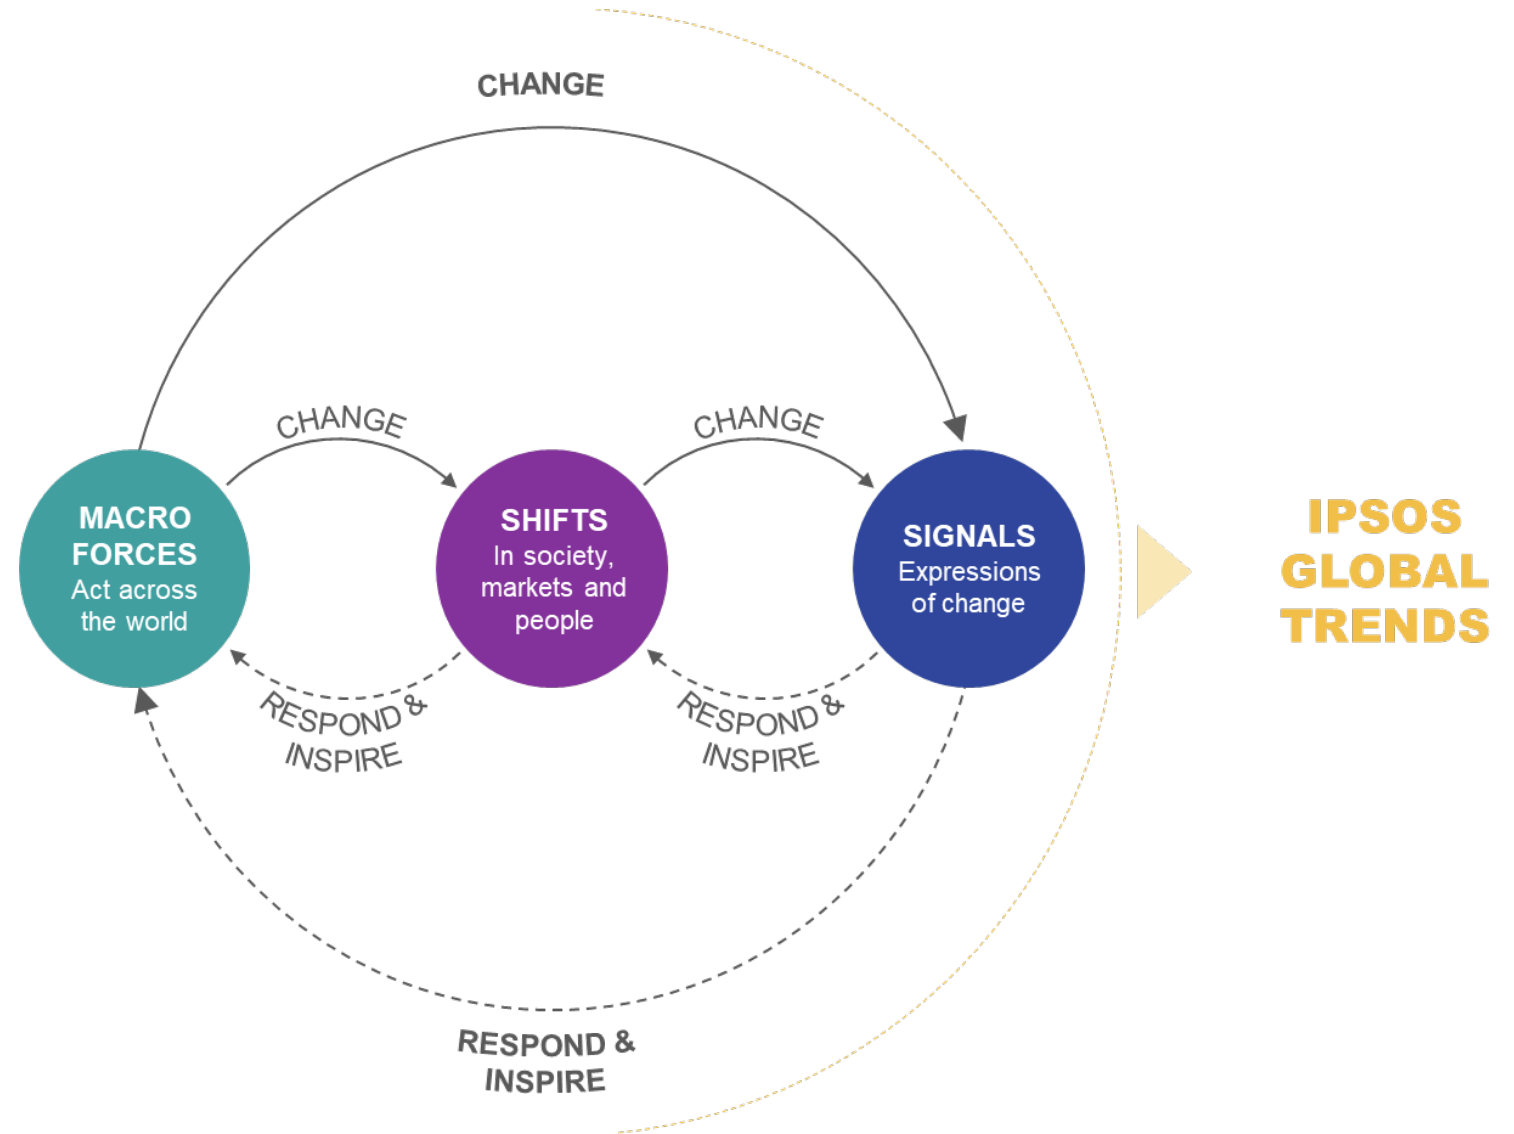 CHANGE
CHANGE
CHANGE
MACRO
FORCES
Act across
the world
SHIFTS
In society,
markets and
people
SIGNALS
Expressions
of change
IPSOS
GLOBAL
TRENDS
RESPOND &
INSPIRE
RESPOND &
INSPIRE
RESPOND &
INSPIRE